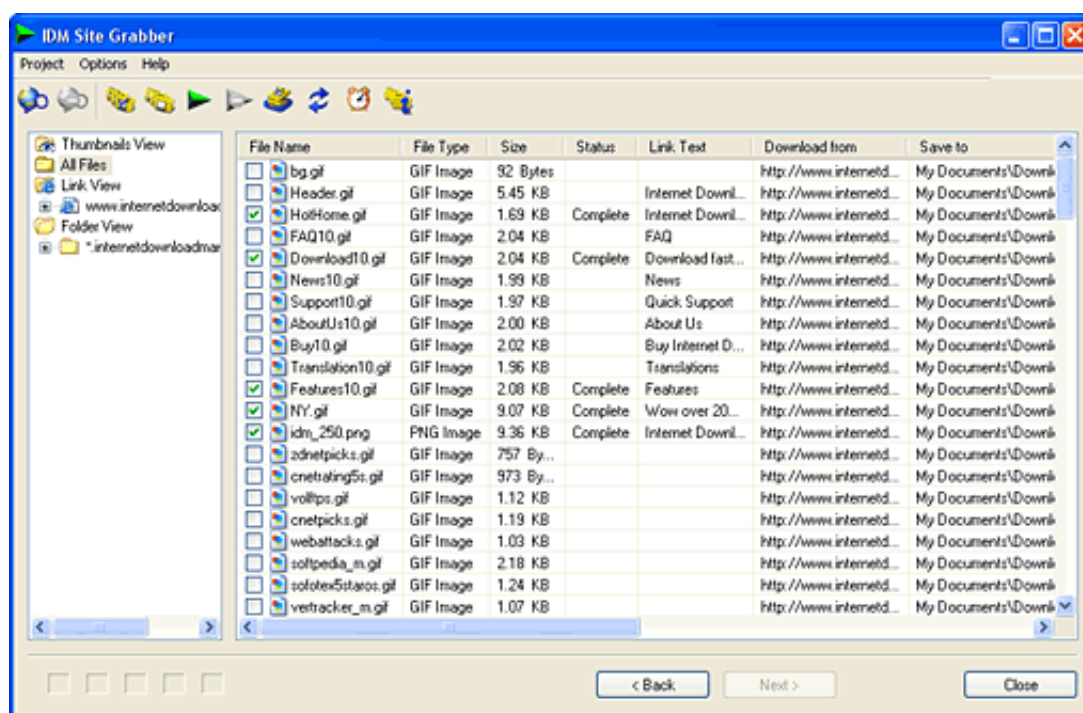 IDM Site Grabber
Project Options Help
Thumbnails View
All Files
Link View
www.internetdownload
Folder View
*.internetdownloadmar
File Name File Type Size Status Link Text Download from Save to
bg.gif GIF Image 92 Bytes http://www.internetd... My Documents\Downl
Header.gif GIF Image 5.45 KB Internet Downl... http://www.internetd... My Documents\Downl
HotHome.gif GIF Image 1.69 KB Complete Internet Downl... http://www.internetd... My Documents\Downl
FAQ10.gif GIF Image 2.04 KB FAQ http://www.internetd... My Documents\Downl
Download10.gif GIF Image 2.04 KB Complete Download fast... http://www.internetd... My Documents\Downl
News10.gif GIF Image 1.99 KB News http://www.internetd... My Documents\Downl
Support10.gif GIF Image 1.97 KB Quick Support http://www.internetd... My Documents\Downl
AboutUs10.gif GIF Image 2.00 KB About Us http://www.internetd... My Documents\Downl
Buy10.gif GIF Image 2.02 KB Buy Internet D... http://www.internetd... My Documents\Downl
Translation10.gif GIF Image 1.96 KB Translations http://www.internetd... My Documents\Downl
Features10.gif GIF Image 2.08 KB Complete Features http://www.internetd... My Documents\Downl
NY.gif GIF Image 9.07 KB Complete Wow over 20... http://www.internetd... My Documents\Downl
idm_250.png PNG Image 9.36 KB Complete Internet Downl... http://www.internetd... My Documents\Downl
zdnetpicks.gif GIF Image 757 By... http://www.internetd... My Documents\Downl
cnetrating5s.gif GIF Image 973 By... http://www.internetd... My Documents\Downl
volftps.gif GIF Image 1.12 KB http://www.internetd... My Documents\Downl
cnetpicks.gif GIF Image 1.19 KB http://www.internetd... My Documents\Downl
webattacks.gif GIF Image 1.03 KB http://www.internetd... My Documents\Downl
softpedia_m.gif GIF Image 2.18 KB http://www.internetd... My Documents\Downl
sofotex5staros.gif GIF Image 1.24 KB http://www.internetd... My Documents\Downl
vertracker_m.gif GIF Image 1.07 KB http://www.internetd... My Documents\Downl
< Back Next > Close